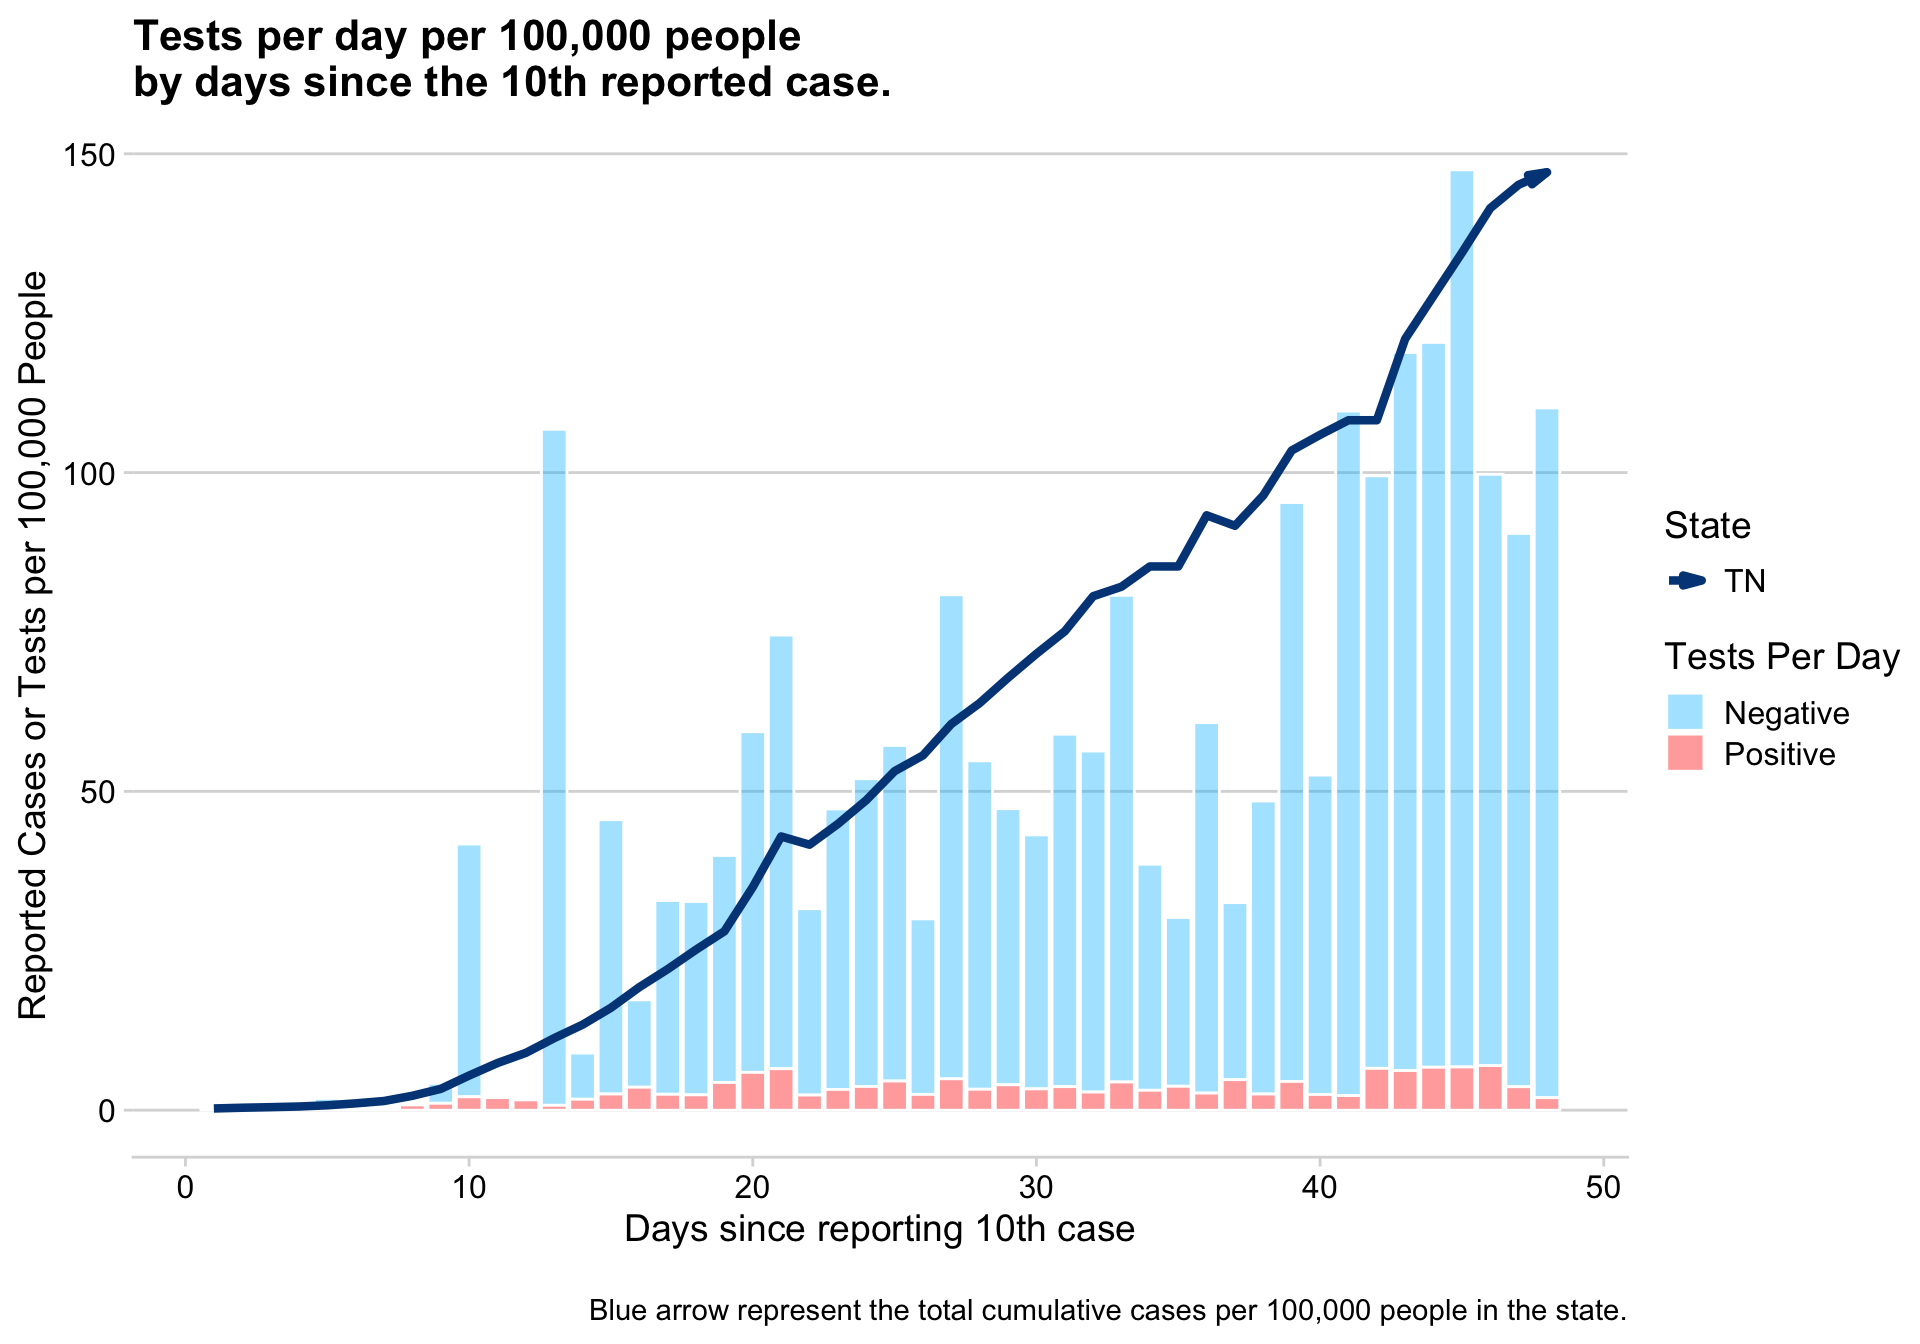 Tests per day per 100,000 people
by days since the 10th reported case.
Reported Cases or Tests per 100,000 People
150
100
50
0
0 10 20 30 40 50
Days since reporting 10th case
State
TN
Tests Per Day
Negative
Positive
Blue arrow represent the total cumulative cases per 100,000 people in the state.